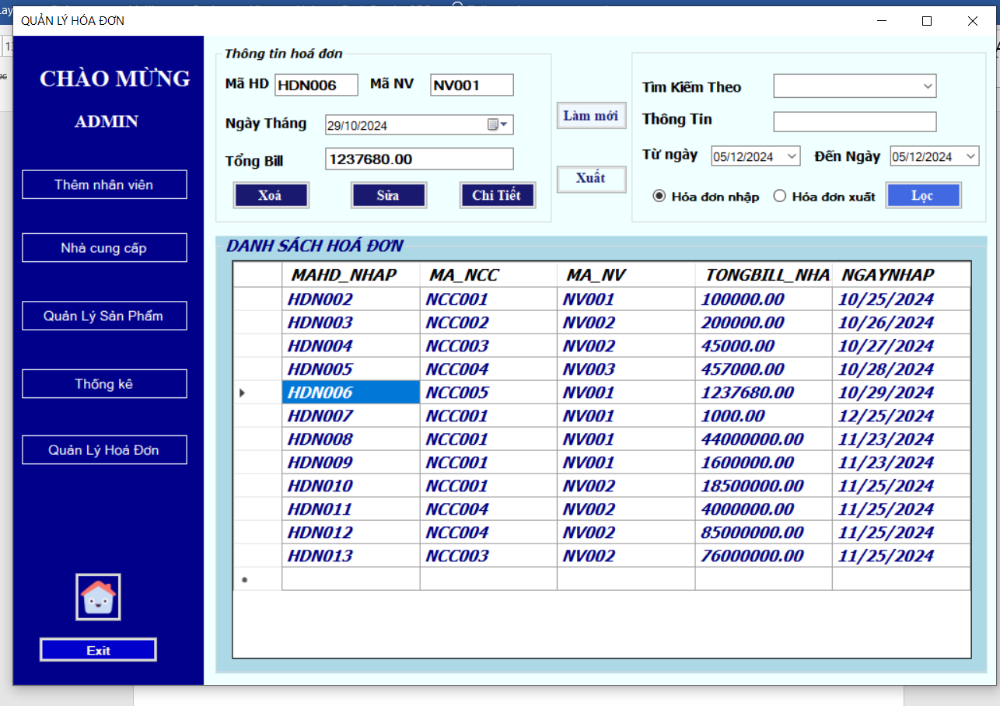 QUẢN LÝ HÓA ĐƠN
CHÀO MỪNG
ADMIN
Thêm nhân viên
Nhà cung cấp
Quản Lý Sản Phẩm
Thống kê
Quản Lý Hoá Đơn
Exit
Thông tin hoá đơn
Mã HD HDN006 Mã NV NV001
Ngày Tháng 29/10/2024
Tổng Bill 1237680.00
Xoá Sửa Chi Tiết
Làm mới
Xuất
Tìm Kiếm Theo
Thông Tin
Từ ngày 05/12/2024 Đến Ngày 05/12/2024
Hóa đơn nhập Hóa đơn xuất Lọc
DANH SÁCH HOÁ ĐƠN
MAHD_NHAP MA_NCC MA_NV TONGBILL_NHA NGAYNHAP
HDN002 NCC001 NV001 100000.00 10/25/2024
HDN003 NCC002 NV002 200000.00 10/26/2024
HDN004 NCC003 NV002 45000.00 10/27/2024
HDN005 NCC004 NV003 457000.00 10/28/2024
HDN006 NCC005 NV001 1237680.00 10/29/2024
HDN007 NCC001 NV001 1000.00 12/25/2024
HDN008 NCC001 NV001 44000000.00 11/23/2024
HDN009 NCC001 NV001 1600000.00 11/23/2024
HDN010 NCC001 NV002 18500000.00 11/25/2024
HDN011 NCC004 NV002 4000000.00 11/25/2024
HDN012 NCC004 NV002 85000000.00 11/25/2024
HDN013 NCC003 NV002 76000000.00 11/25/2024